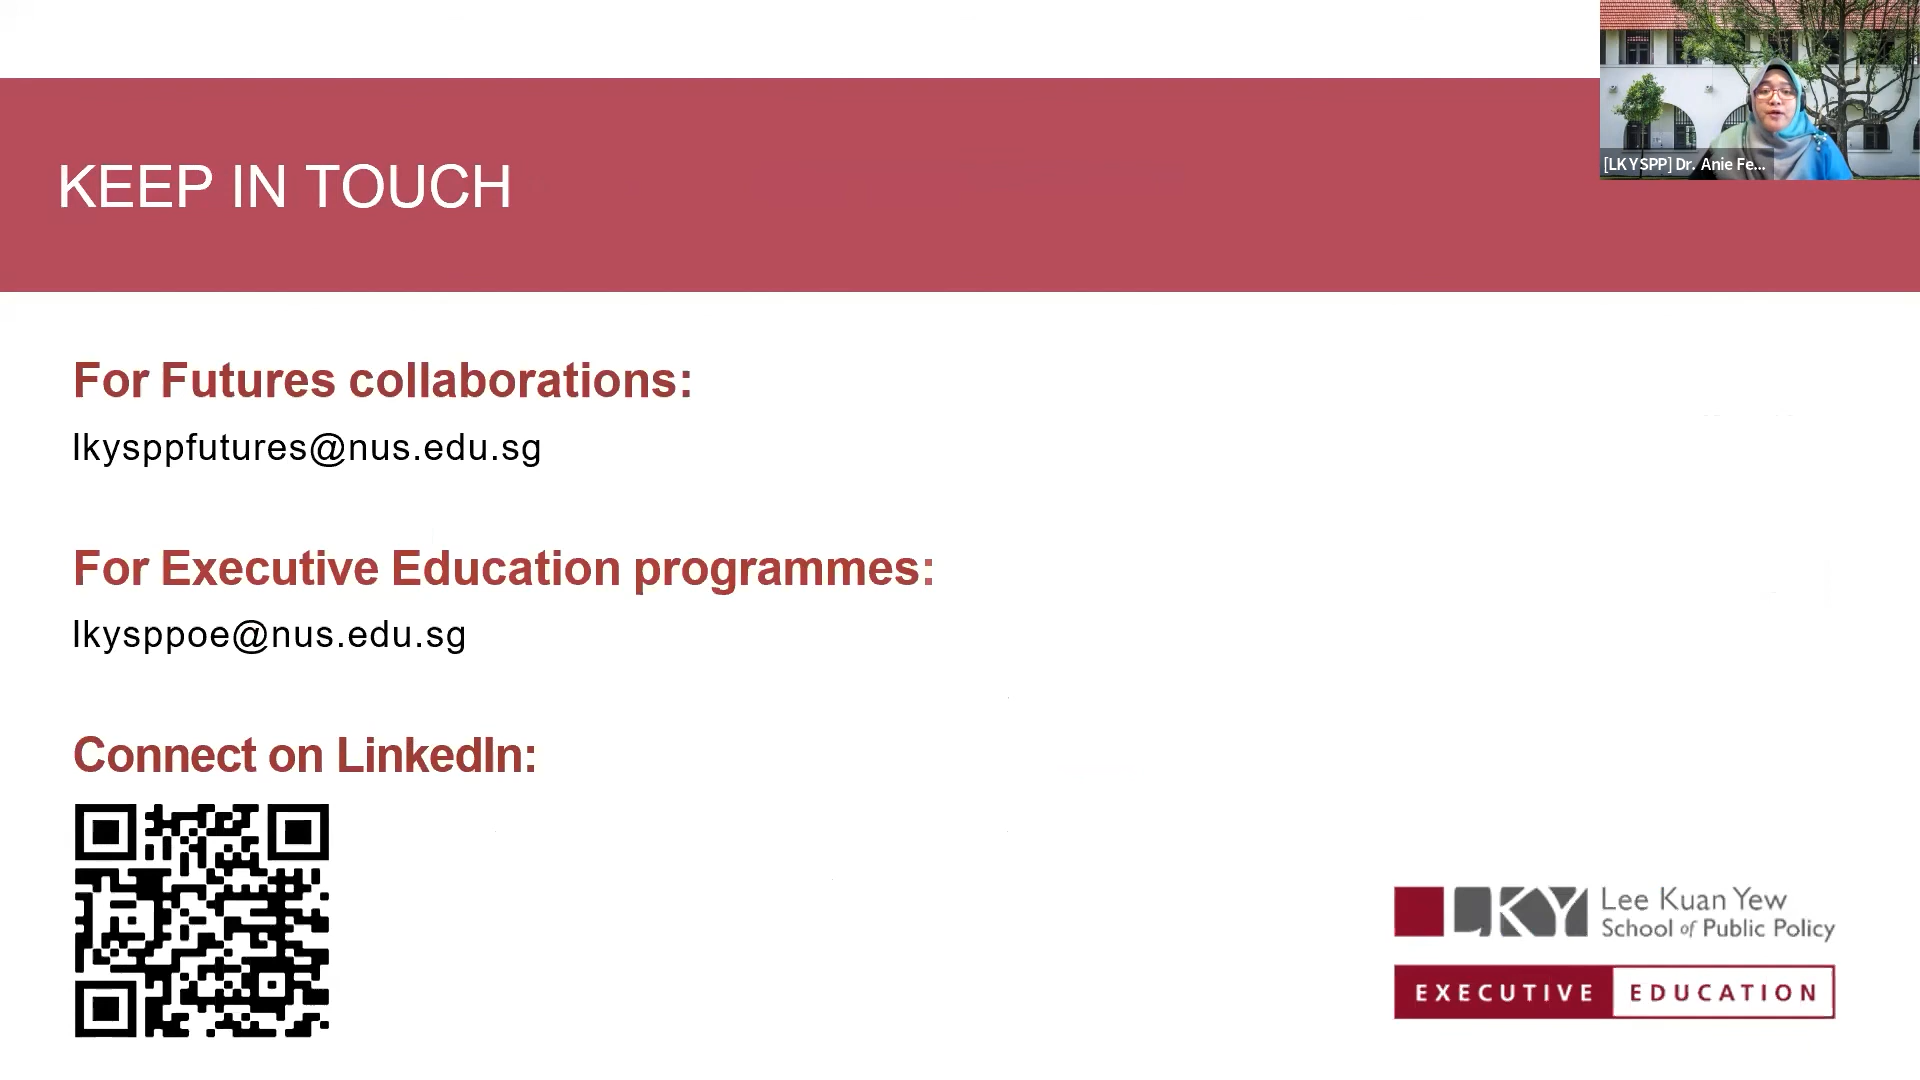 [LKYSPP] Dr. Anie Fe...
KEEP IN TOUCH
For Futures collaborations:
lkysppfutures@nus.edu.sg
For Executive Education programmes:
lkysppoe@nus.edu.sg
Connect on LinkedIn:
LKY
Lee Kuan Yew
School of Public Policy
EXECUTIVE EDUCATION